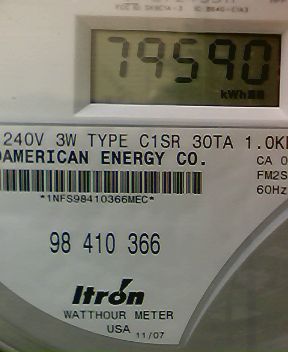 79590
kWh
240V 3W TYPE C1SR 30TA 1.0K
AMERICAN ENERGY CO.
CA 0
FM2S
60Hz
*1NFS98410366MEC*
98 410 366
Itron
WATTHOUR METER
USA 11/07